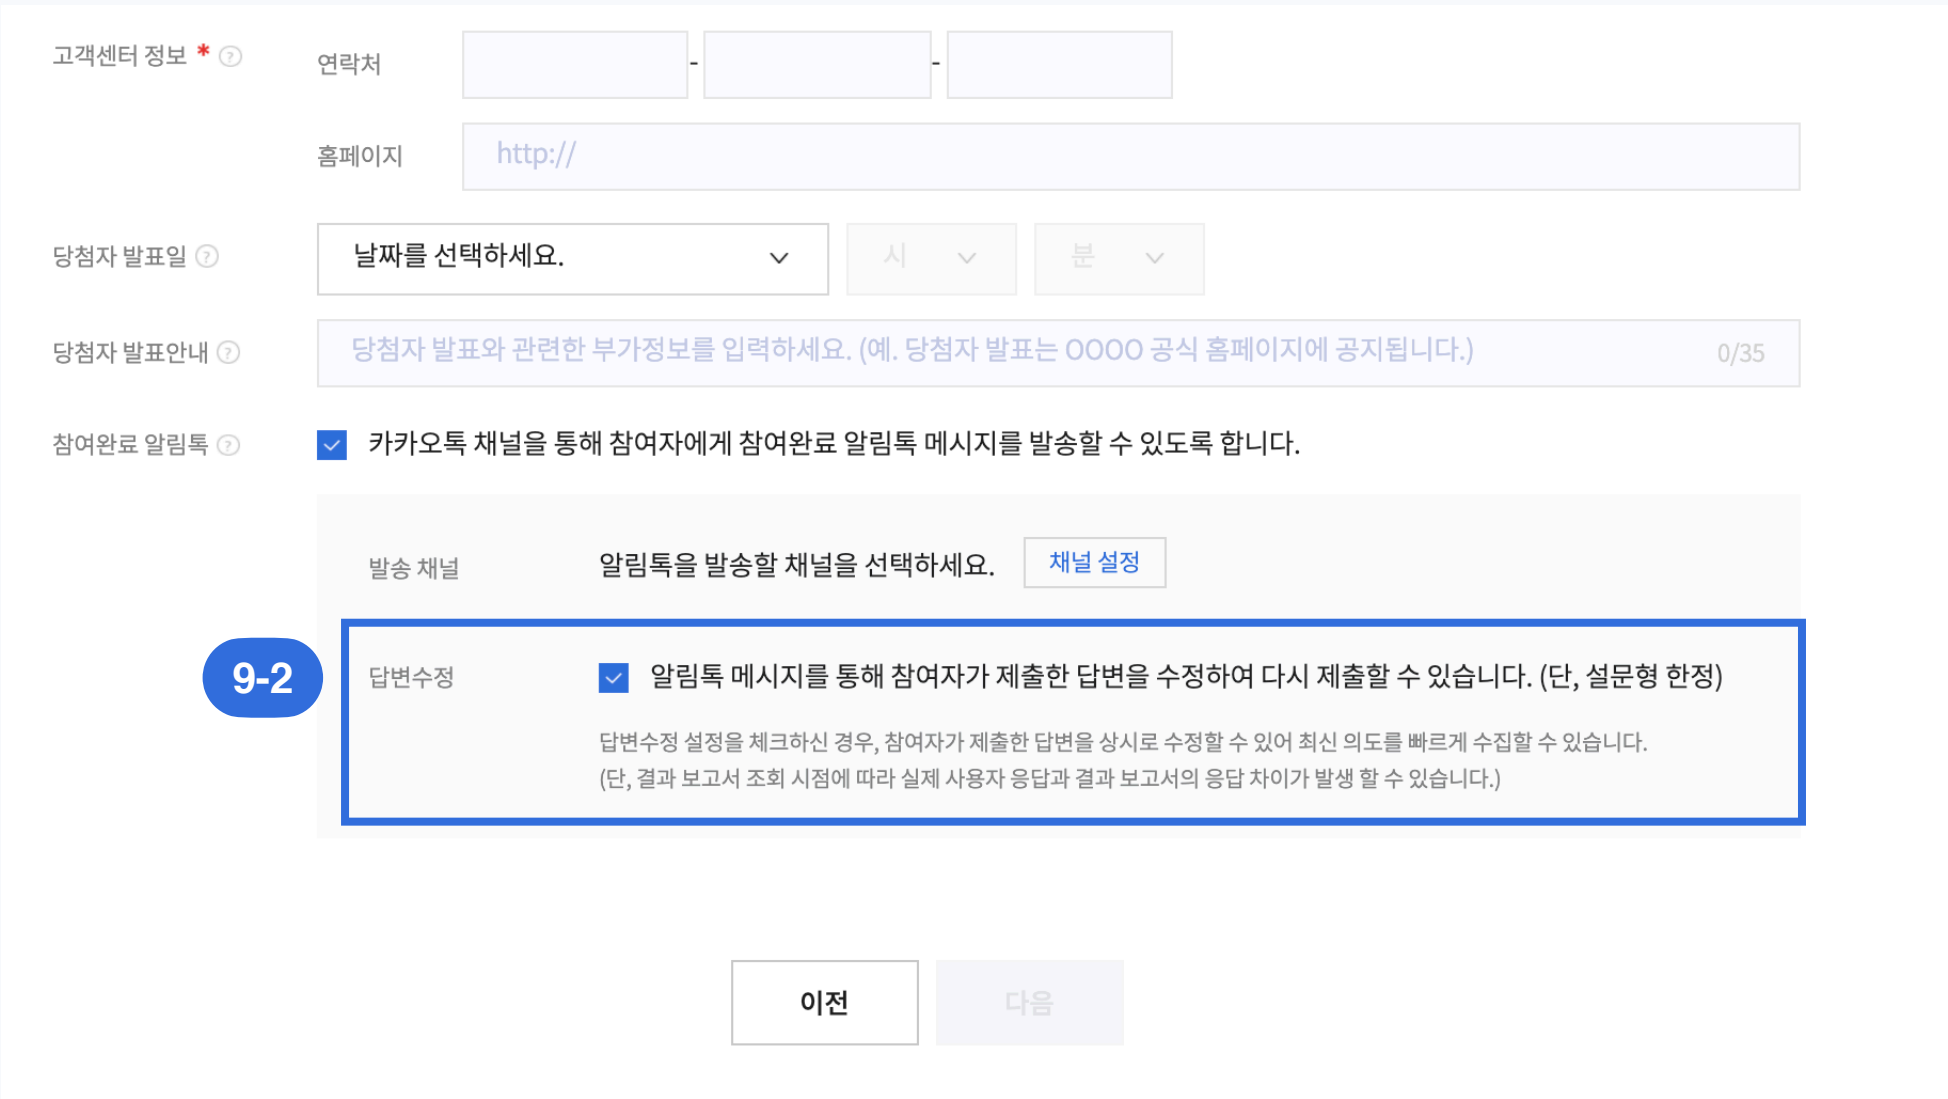 고객센터 정보 * ?
연락처 - -
홈페이지 http://
당첨자 발표일 ? 날짜를 선택하세요. 시 분
당첨자 발표안내 ? 당첨자 발표와 관련한 부가정보를 입력하세요. (예. 당첨자 발표는 OOOO 공식 홈페이지에 공지됩니다.) 0/35
참여완료 알림톡 ? 카카오톡 채널을 통해 참여자에게 참여완료 알림톡 메시지를 발송할 수 있도록 합니다.
발송 채널 알림톡을 발송할 채널을 선택하세요. 채널 설정
9-2 답변수정 알림톡 메시지를 통해 참여자가 제출한 답변을 수정하여 다시 제출할 수 있습니다. (단, 설문형 한정)
답변수정 설정을 체크하신 경우, 참여자가 제출한 답변을 상시로 수정할 수 있어 최신 의도를 빠르게 수집할 수 있습니다.
(단, 결과 보고서 조회 시점에 따라 실제 사용자 응답과 결과 보고서의 응답 차이가 발생 할 수 있습니다.)
이전 다음